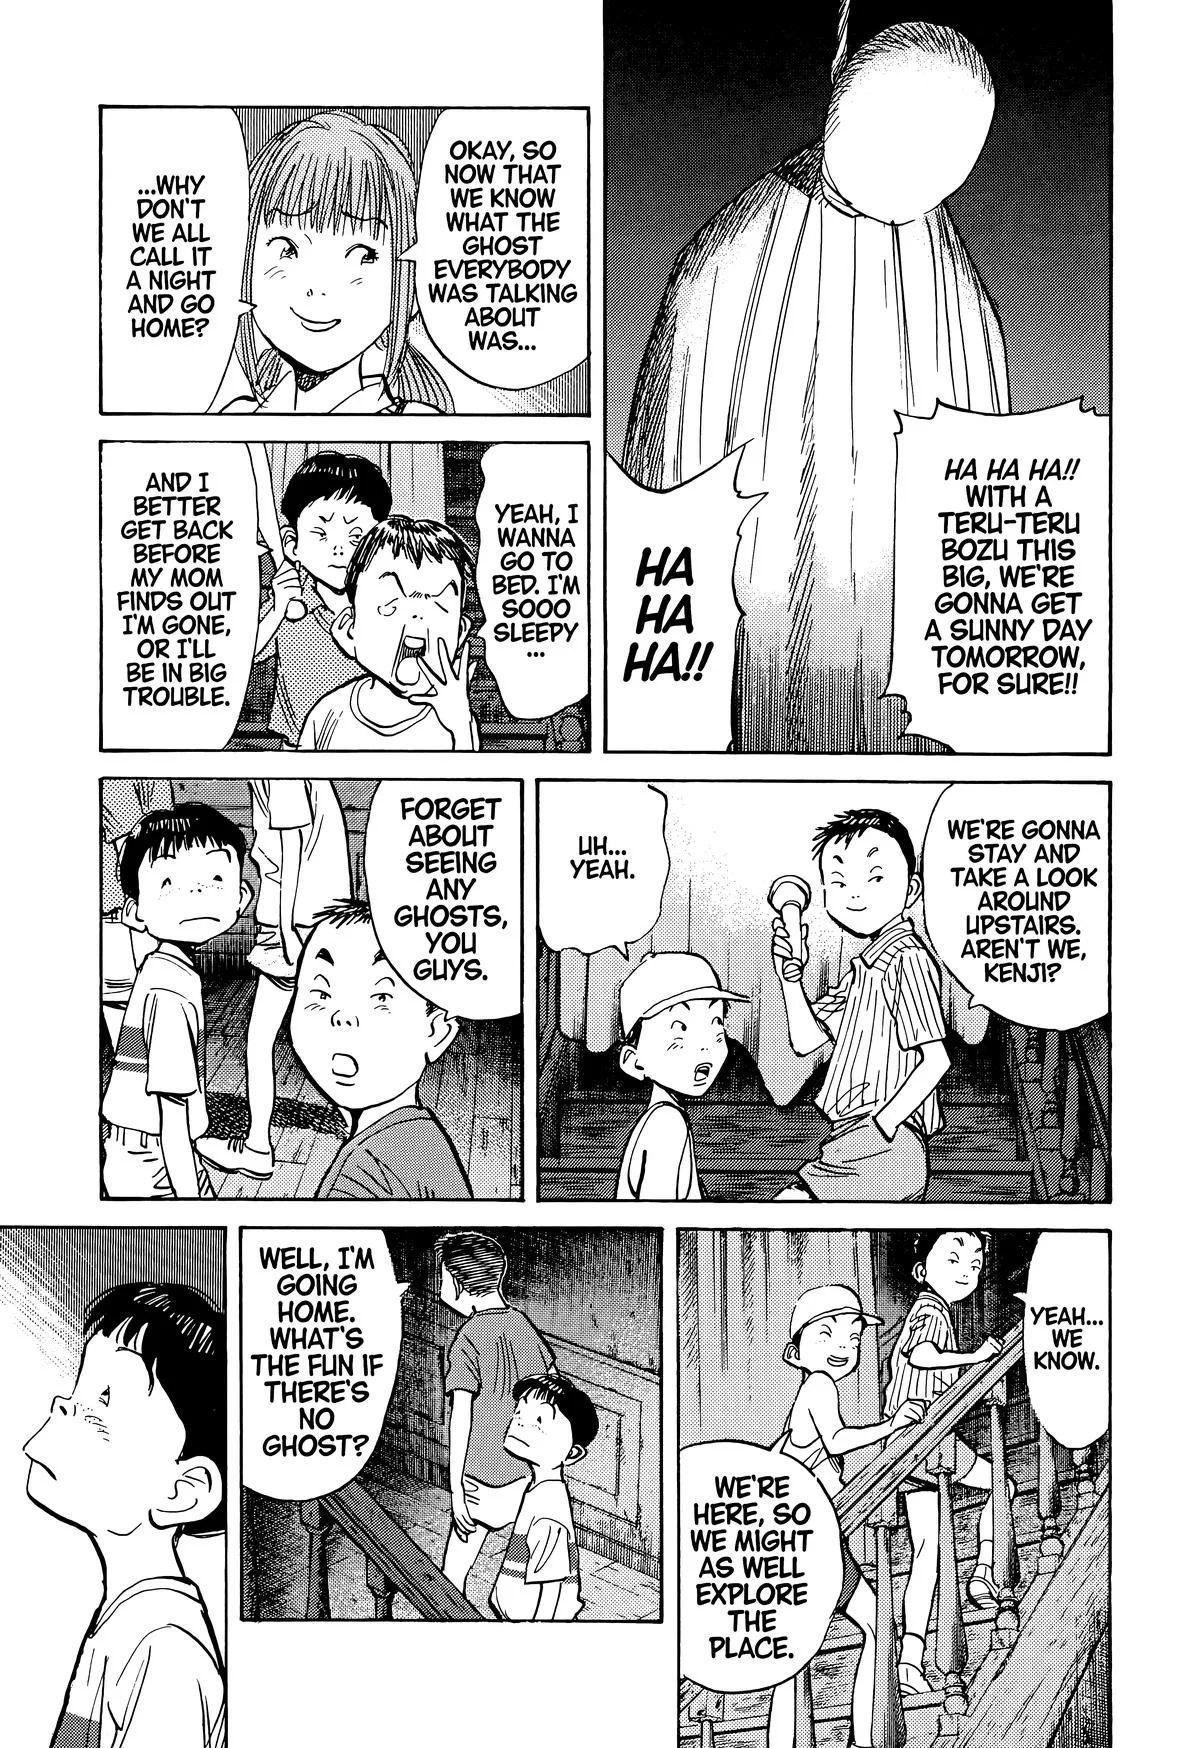 HA HA HA!!
WITH A
TERU-TERU
BOZU THIS
BIG, WE'RE
GONNA GET
A SUNNY DAY
TOMORROW,
FOR SURE!!
HA
HA
HA!!
OKAY, SO
NOW THAT
WE KNOW
WHAT THE
GHOST
EVERYBODY
WAS TALKING
ABOUT
WAS...
...WHY
DON'T
WE ALL
CALL IT
A NIGHT
AND GO
HOME?
YEAH, I
WANNA
GO TO
BED. I'M
SOOO
SLEEPY
...
AND I
BETTER
GET BACK
BEFORE
MY MOM
FINDS OUT
I'M GONE,
OR I'LL
BE IN BIG
TROUBLE.
WE'RE GONNA
STAY AND
TAKE A LOOK
AROUND
UPSTAIRS.
AREN'T WE,
KENJI?
UH...
YEAH.
FORGET
ABOUT
SEEING
ANY
GHOSTS,
YOU
GUYS.
YEAH...
WE
KNOW.
WE'RE
HERE, SO
WE MIGHT
AS WELL
EXPLORE
THE
PLACE.
WELL, I'M
GOING
HOME.
WHAT'S
THE FUN IF
THERE'S
NO
GHOST?